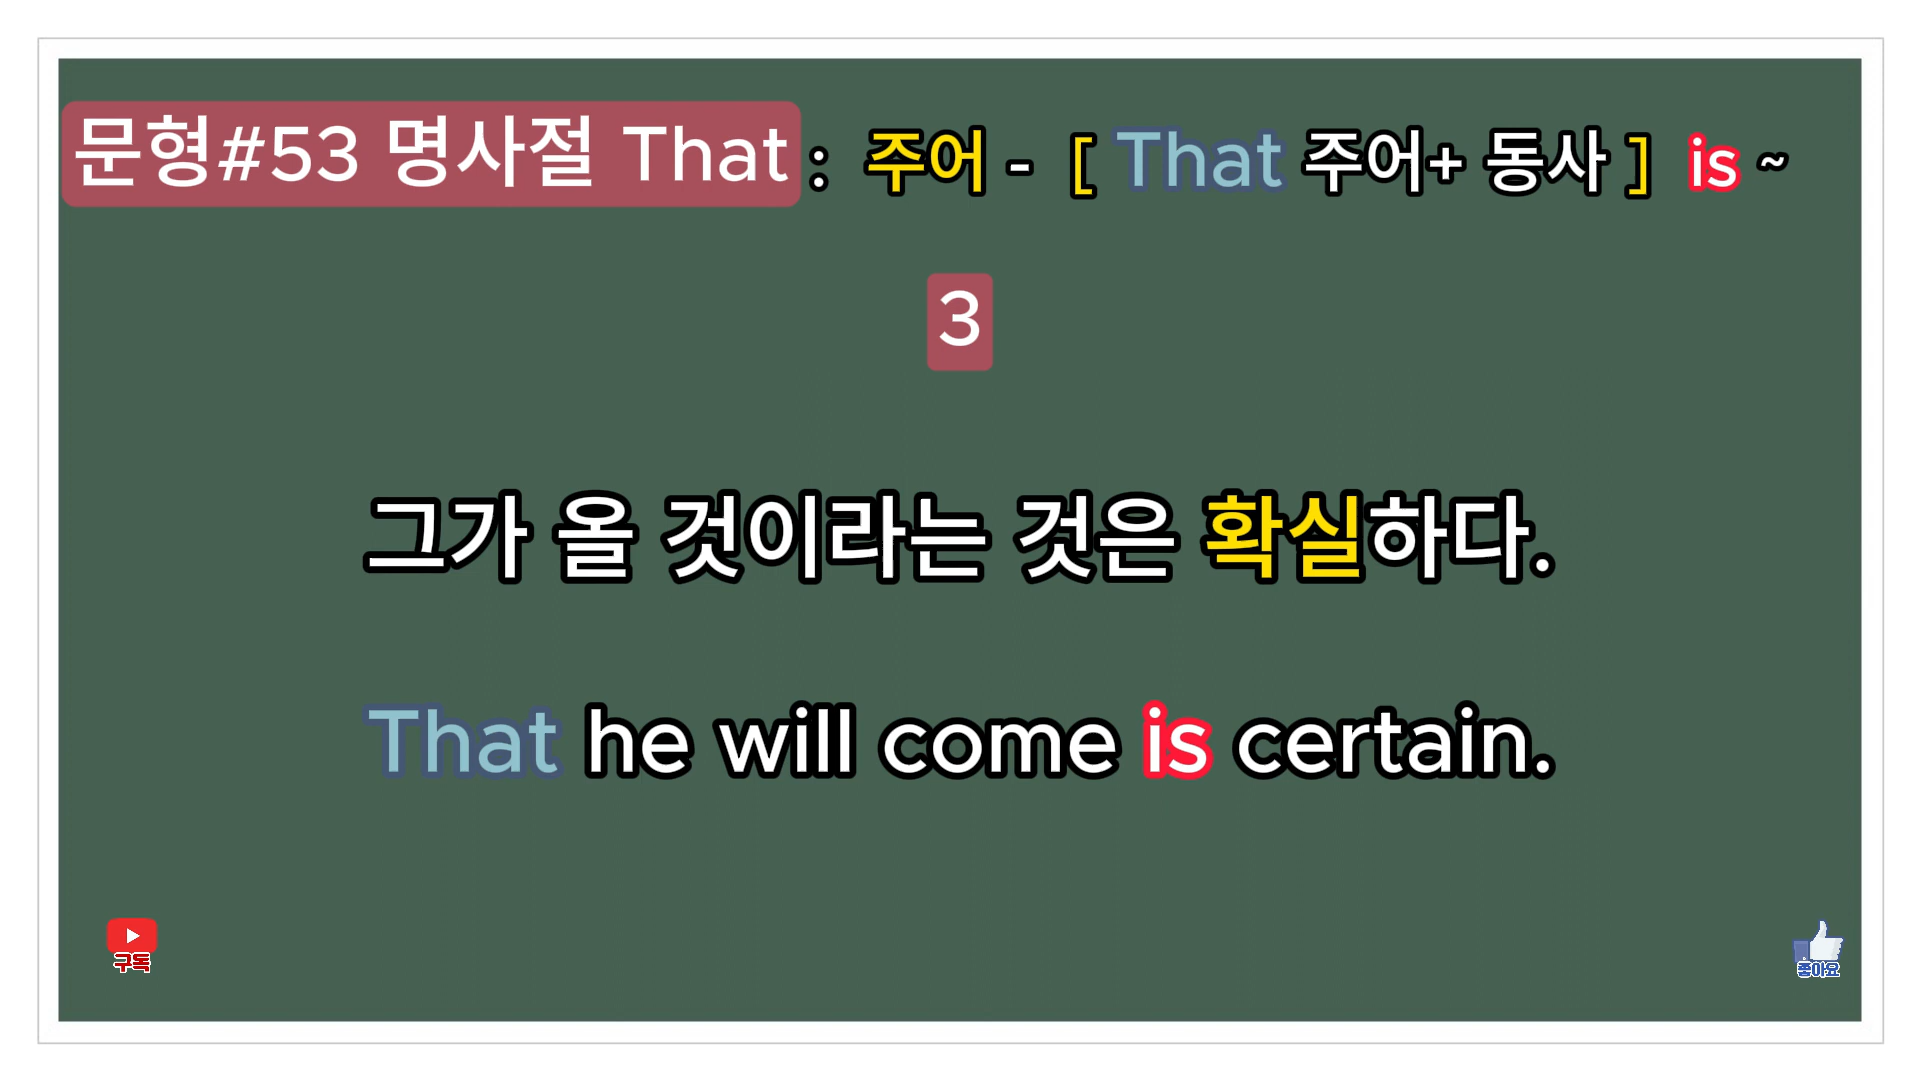 문형#53 명사절 That : 주어 - [ That 주어+ 동사 ] is ~
3
그가 올 것이라는 것은 확실하다.
That he will come is certain.
구독
좋아요